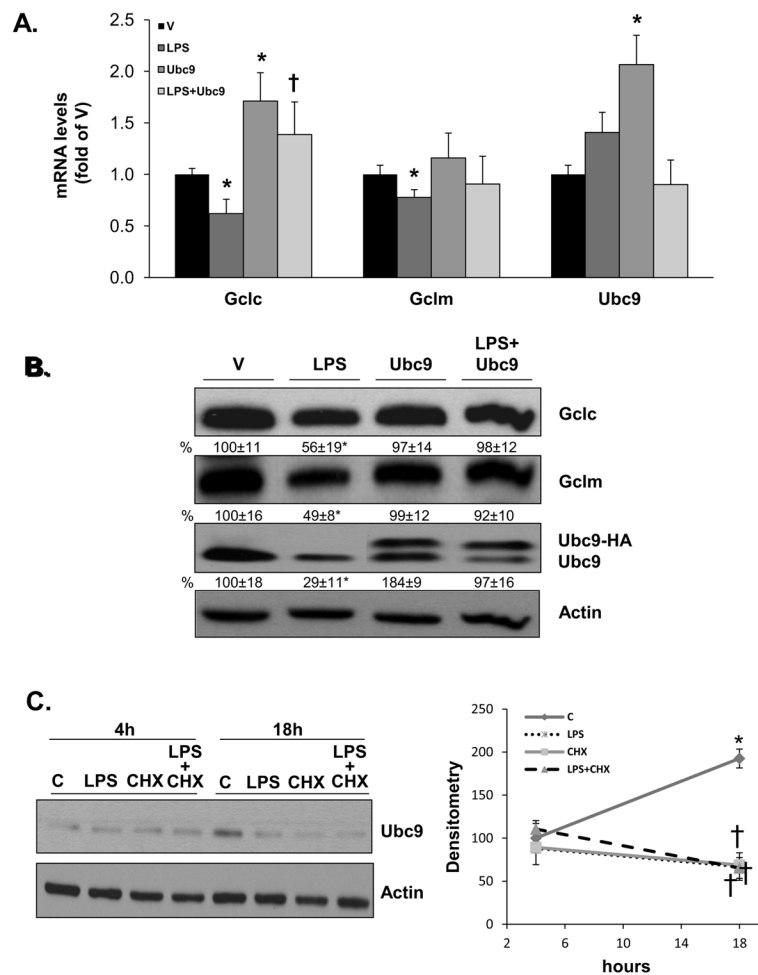 A.
mRNA levels
(fold of V)
2.5
2.0
1.5
1.0
0.5
0.0
V
LPS
Ubc9
LPS+Ubc9
* * † * *
Gclc Gclm Ubc9
B.
V LPS Ubc9 LPS+
Ubc9
Gclc
% 100±11 56±19* 97±14 98±12
Gclm
% 100±16 49±8* 99±12 92±10
Ubc9-HA
Ubc9
% 100±18 29±11* 184±9 97±16
Actin
C.
4h 18h
C LPS CHX LPS
+
CHX C LPS CHX LPS
+
CHX
Ubc9
Actin
Densitometry
250
200
150
100
50
0
C
LPS
CHX
LPS+CHX
*
†
† †
2 6 10 14 18
hours